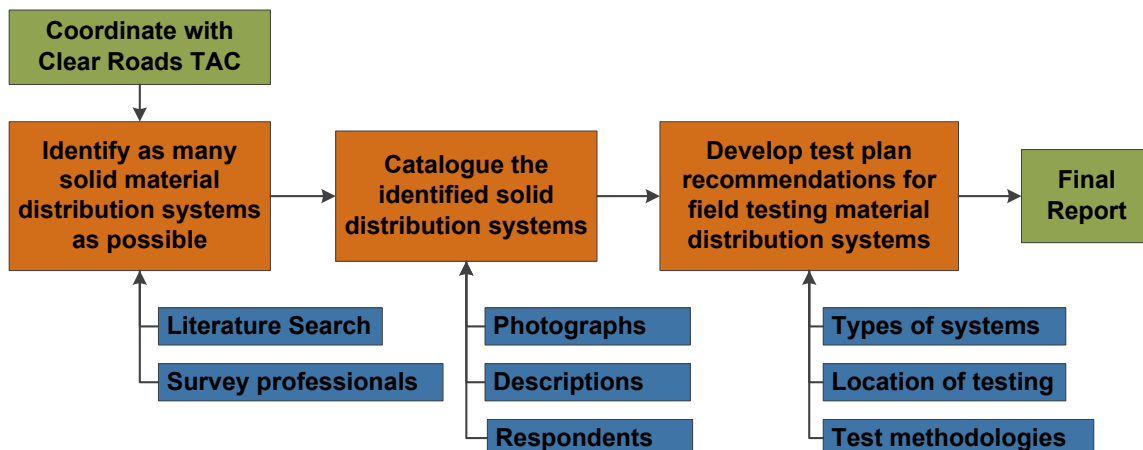 Coordinate with
Clear Roads TAC
Identify as many
solid material
distribution systems
as possible
Catalogue the
identified solid
distribution systems
Develop test plan
recommendations for
field testing material
distribution systems
Final
Report
Literature Search
Survey professionals
Photographs
Descriptions
Respondents
Types of systems
Location of testing
Test methodologies